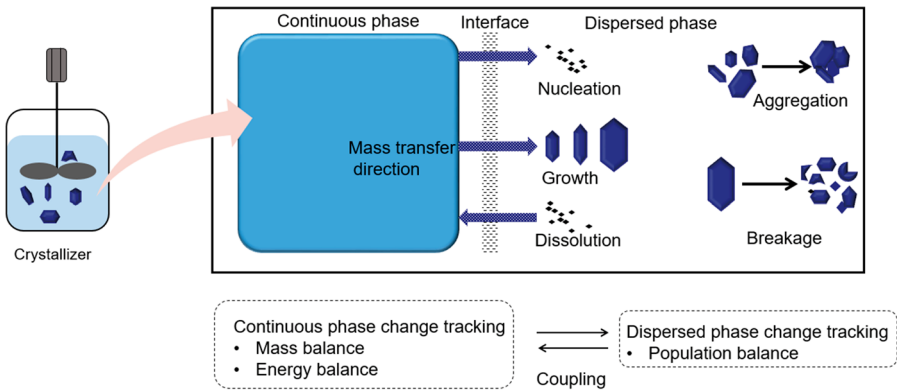 Continuous phase
Interface
Dispersed phase
Nucleation
Aggregation
Mass transfer
direction
Growth
Dissolution
Breakage
Crystallizer
Continuous phase change tracking
• Mass balance
• Energy balance
Coupling
Dispersed phase change tracking
• Population balance